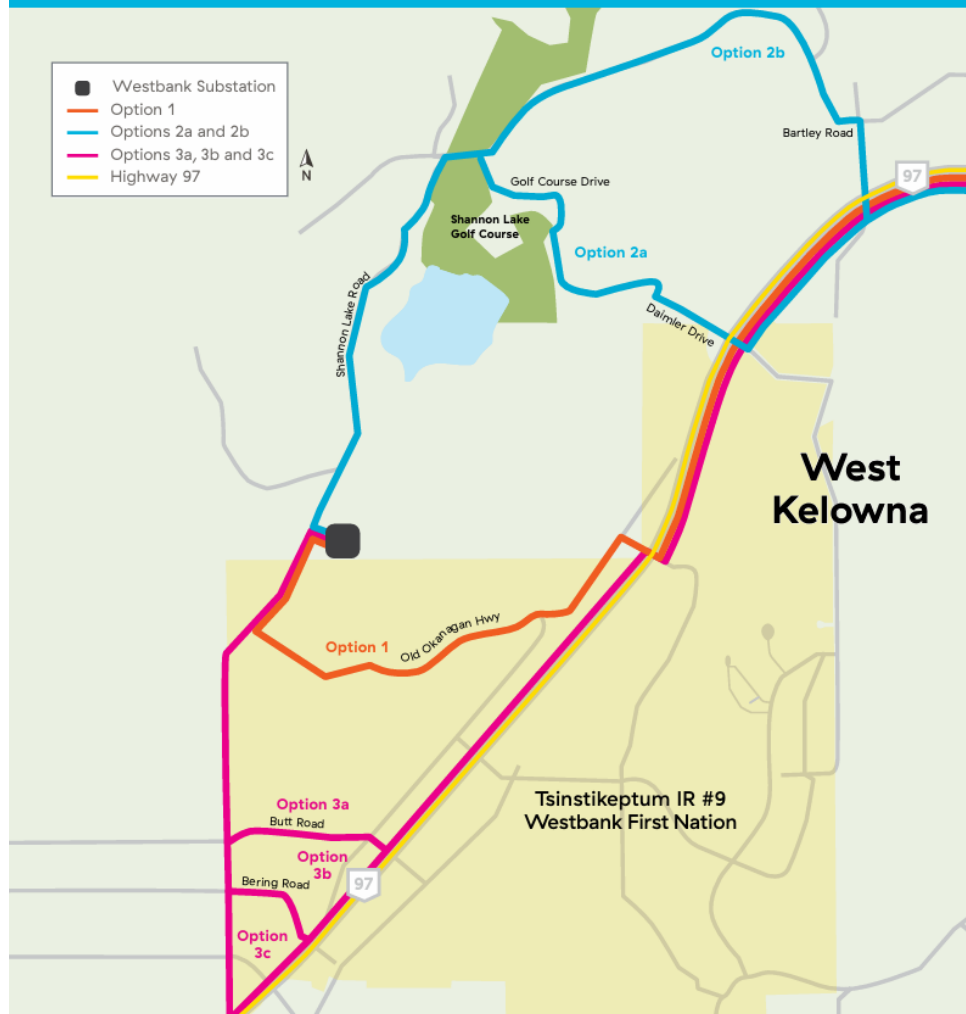 Westbank Substation
Option 1
Options 2a and 2b
Options 3a, 3b and 3c
Highway 97
N
Option 2b
Bartley Road
97
Golf Course Drive
Shannon Lake
Golf Course
Option 2a
Shannon Lake Road
Daimler Drive
West
Kelowna
Option 1
Old Okanagan Hwy
Tsinstikeptum IR #9
Westbank First Nation
Option 3a
Butt Road
Option
3b
Bering Road
97
Option
3c